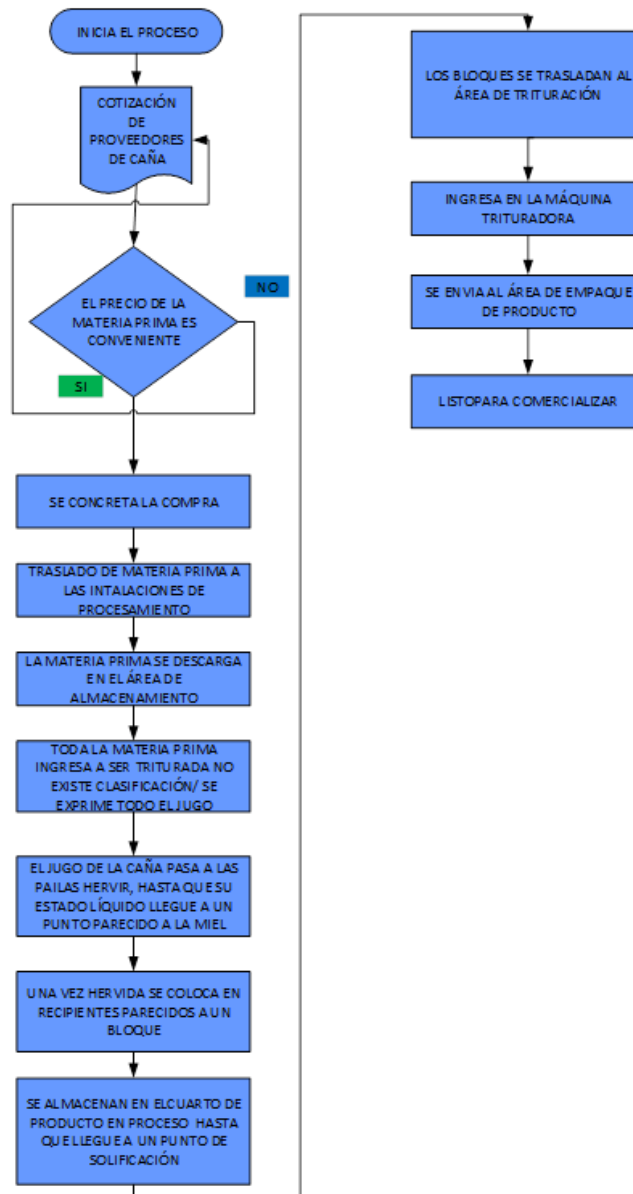 INICIA EL PROCESO
COTIZACIÓN
DE
PROVEEDORES
DE CAÑA
NO
EL PRECIO DE LA
MATERIA PRIMA ES
CONVENIENTE
SI
SE CONCRETA LA COMPRA
TRASLADO DE MATERIA PRIMA A
LAS INTALACIONES DE
PROCESAMIENTO
LA MATERIA PRIMA SE DESCARGA
EN EL ÁREA DE
ALMACENAMIENTO
TODA LA MATERIA PRIMA
INGRESA A SER TRITURADA NO
EXISTE CLASIFICACIÓN/ SE
EXPRIME TODO EL JUGO
EL JUGO DE LA CAÑA PASA A LAS
PAILAS HERVIR, HASTA QUE SU
ESTADO LÍQUIDO LLEGUE A UN
PUNTO PARECIDO A LA MIEL
UNA VEZ HERVIDA SE COLOCA EN
RECIPIENTES PARECIDOS A UN
BLOQUE
SE ALMACENAN EN ELCUARTO DE
PRODUCTO EN PROCESO HASTA
QUE LLEGUE A UN PUNTO DE
SOLIFICACIÓN
LOS BLOQUES SE TRASLADAN AL
ÁREA DE TRITURACIÓN
INGRESA EN LA MÁQUINA
TRITURADORA
SE ENVIA AL ÁREA DE EMPAQUE
DE PRODUCTO
LISTOPARA COMERCIALIZAR